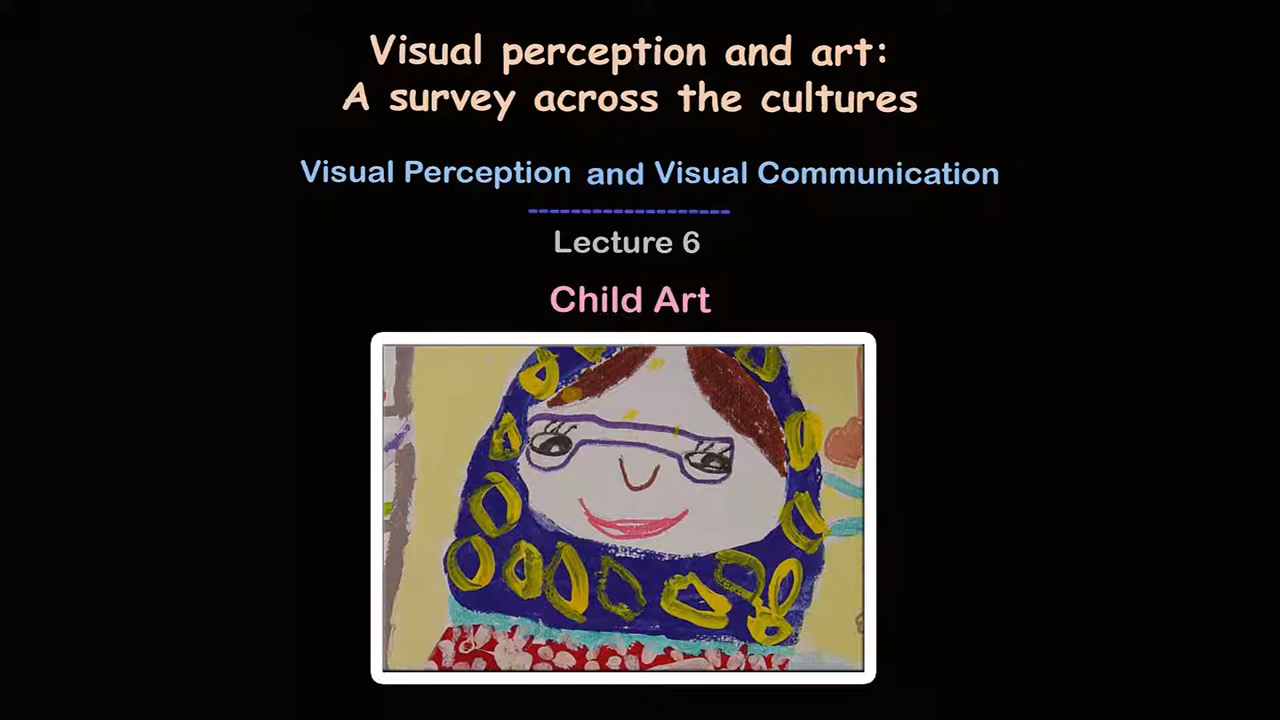 Visual perception and art:
A survey across the cultures
Visual Perception and Visual Communication
-------------------
Lecture 6
Child Art